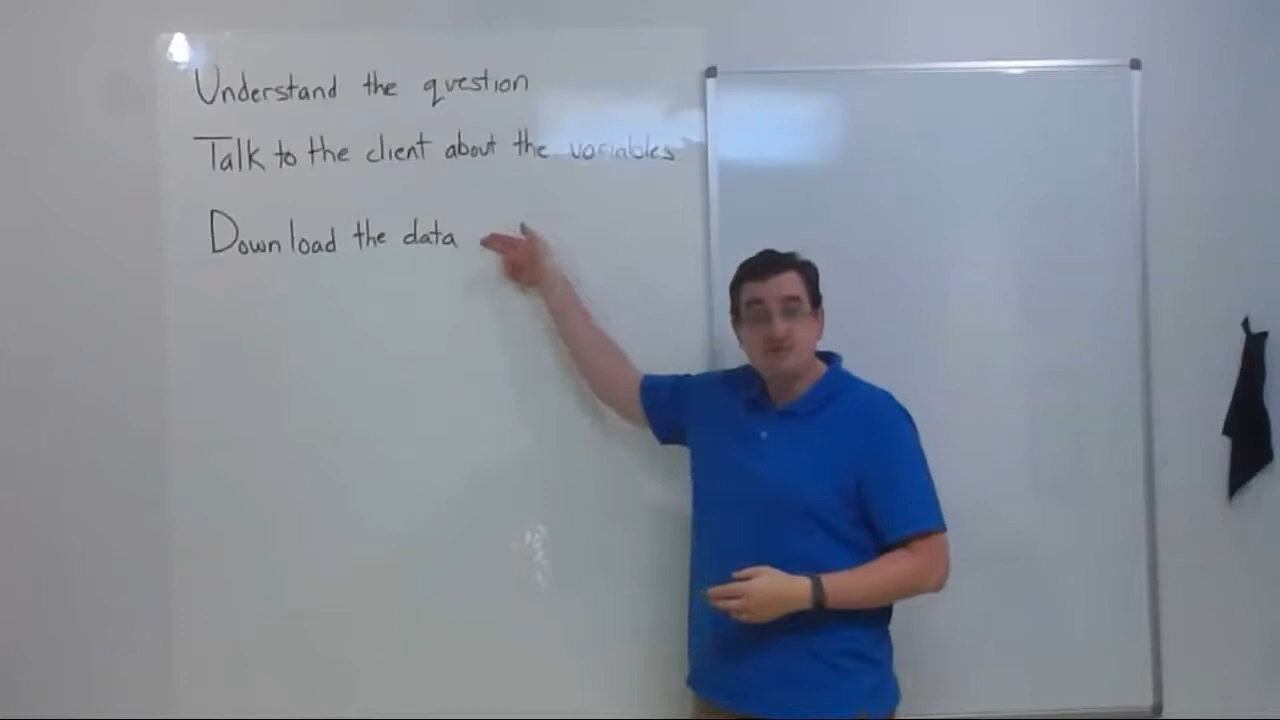 Understand the question
Talk to the client about the variables
Download the data